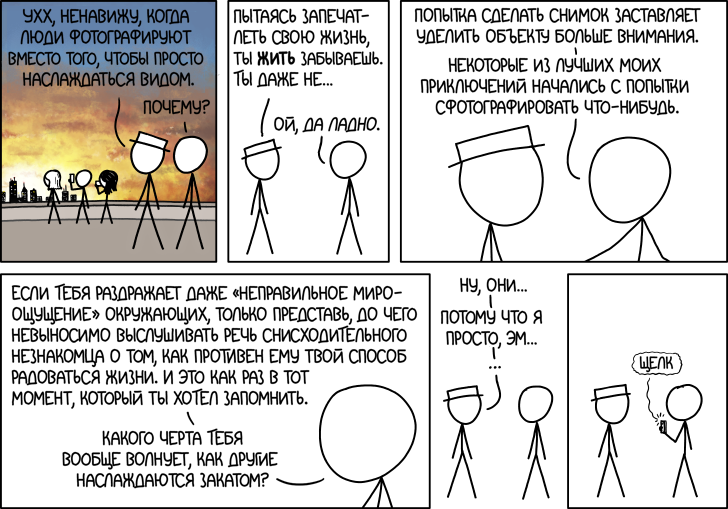 УХХ, НЕНАВИЖУ, КОГДА
ЛЮДИ ФОТОГРАФИРУЮТ
ВМЕСТО ТОГО, ЧТОБЫ ПРОСТО
НАСЛАЖДАТЬСЯ ВИДОМ.
ПОЧЕМУ?
ПЫТАЯСЬ ЗАПЕЧАТ-
ЛЕТЬ СВОЮ ЖИЗНЬ,
ТЫ ЖИТЬ ЗАБЫВАЕШЬ.
ТЫ ДАЖЕ НЕ...
ОЙ, ДА ЛАДНО.
ПОПЫТКА СДЕЛАТЬ СНИМОК ЗАСТАВЛЯЕТ
УДЕЛИТЬ ОБЪЕКТУ БОЛЬШЕ ВНИМАНИЯ.
НЕКОТОРЫЕ ИЗ ЛУЧШИХ МОИХ
ПРИКЛЮЧЕНИЙ НАЧАЛИСЬ С ПОПЫТКИ
СФОТОГРАФИРОВАТЬ ЧТО-НИБУДЬ.
ЕСЛИ ТЕБЯ РАЗДРАЖАЕТ ДАЖЕ «НЕПРАВИЛЬНОЕ МИРО-
ОЩУЩЕНИЕ» ОКРУЖАЮЩИХ, ТОЛЬКО ПРЕДСТАВЬ, ДО ЧЕГО
НЕВЫНОСИМО ВЫСЛУШИВАТЬ РЕЧЬ СНИСХОДИТЕЛЬНОГО
НЕЗНАКОМЦА О ТОМ, КАК ПРОТИВЕН ЕМУ ТВОЙ СПОСОБ
РАДОВАТЬСЯ ЖИЗНИ. И ЭТО КАК РАЗ В ТОТ
МОМЕНТ, КОТОРЫЙ ТЫ ХОТЕЛ ЗАПОМНИТЬ.
КАКОГО ЧЕРТА ТЕБЯ
ВООБЩЕ ВОЛНУЕТ, КАК ДРУГИЕ
НАСЛАЖДАЮТСЯ ЗАКАТОМ?
НУ, ОНИ...
ПОТОМУ ЧТО Я
ПРОСТО, ЭМ...
...
ЩЕЛК